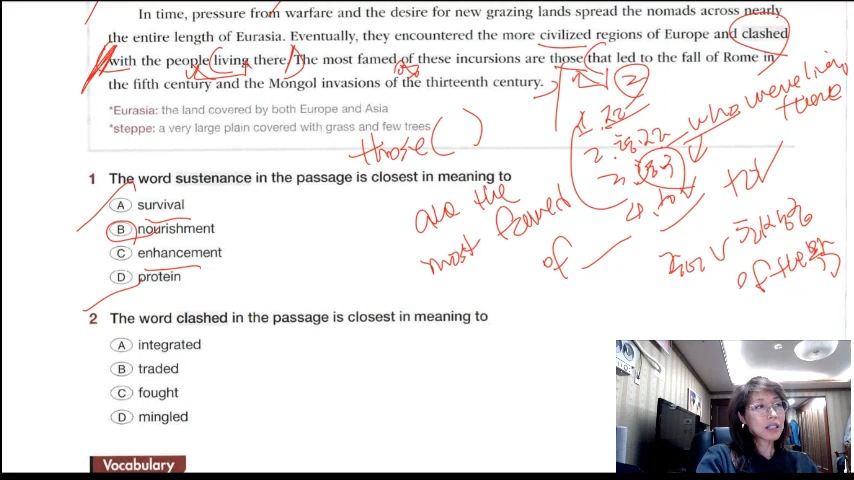 In time, pressure from warfare and the desire for new grazing lands spread the nomads across nearly
the entire length of Eurasia. Eventually, they encountered the more civilized regions of Europe and clashed
with the people living there. The most famed of these incursions are those that led to the fall of Rome in
the fifth century and the Mongol invasions of the thirteenth century.
*Eurasia: the land covered by both Europe and Asia
*steppe: a very large plain covered with grass and few trees
who were living
there
those ( )
1
2
2.
4.
are the
most famed
of
of the
1 The word sustenance in the passage is closest in meaning to
A survival
B nourishment
C enhancement
D protein
2 The word clashed in the passage is closest in meaning to
A integrated
B traded
C fought
D mingled
Vocabulary